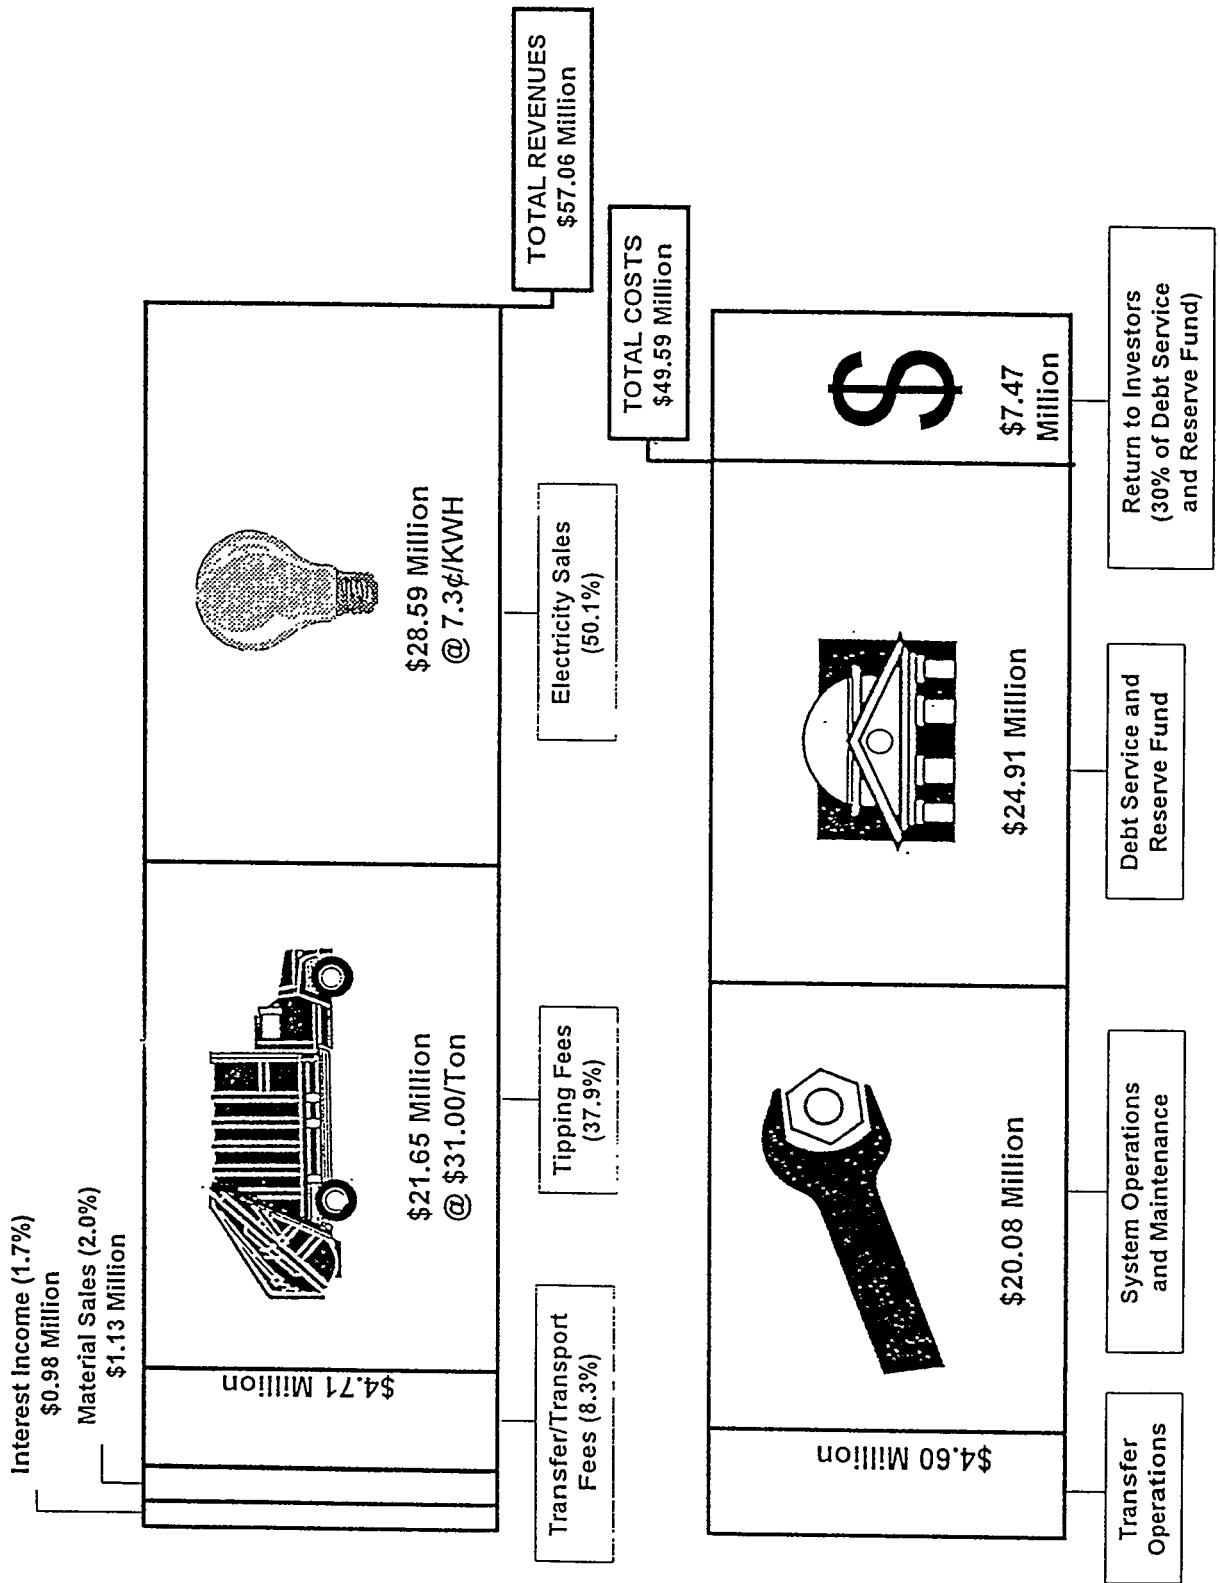 Interest Income (1.7%)
$0.98 Million
Material Sales (2.0%)
$1.13 Million
$4.71 Million
$21.65 Million
@ $31.00/Ton
$28.59 Million
@ 7.3¢/KWH
Transfer/Transport
Fees (8.3%)
Tipping Fees
(37.9%)
Electricity Sales
(50.1%)
TOTAL REVENUES
$57.06 Million
TOTAL COSTS
$49.59 Million
$4.60 Million
$20.08 Million
$24.91 Million
$
$7.47
Million
Transfer
Operations
System Operations
and Maintenance
Debt Service and
Reserve Fund
Return to Investors
(30% of Debt Service
and Reserve Fund)